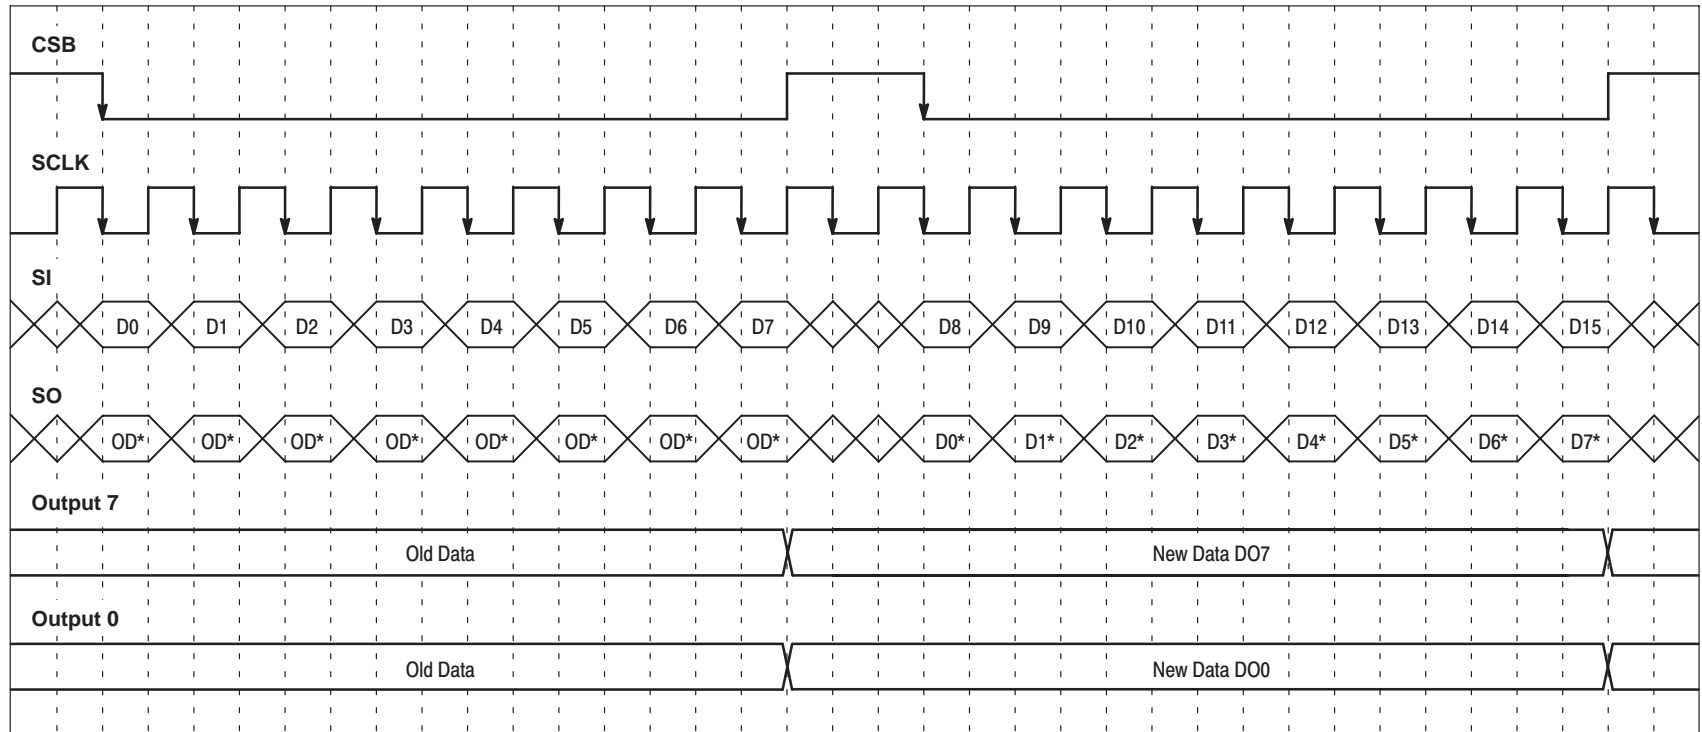 CSB
SCLK
SI
D0 D1 D2 D3 D4 D5 D6 D7 D8 D9 D10 D11 D12 D13 D14 D15
SO
OD* OD* OD* OD* OD* OD* OD* OD* D0* D1* D2* D3* D4* D5* D6* D7*
Output 7
Old Data New Data DO7
Output 0
Old Data New Data DO0